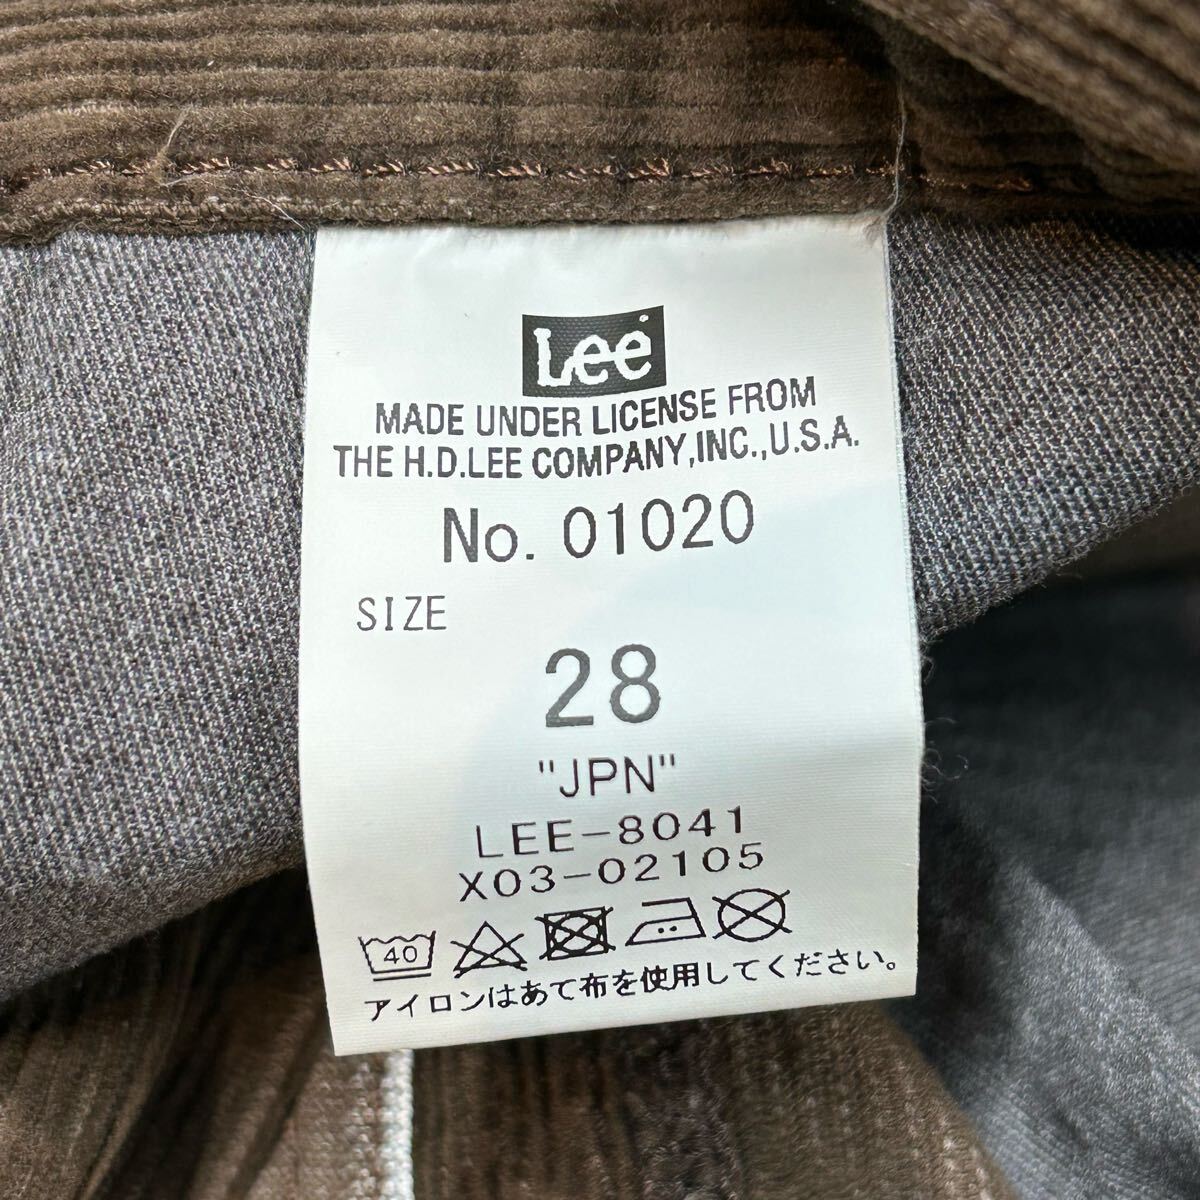 Lee
MADE UNDER LICENSE FROM
THE H.D.LEE COMPANY,INC.,U.S.A.
No. 01020
SIZE
28
"JPN"
LEE-8041
X03-02105
40
アイロンはあて布を使用してください。